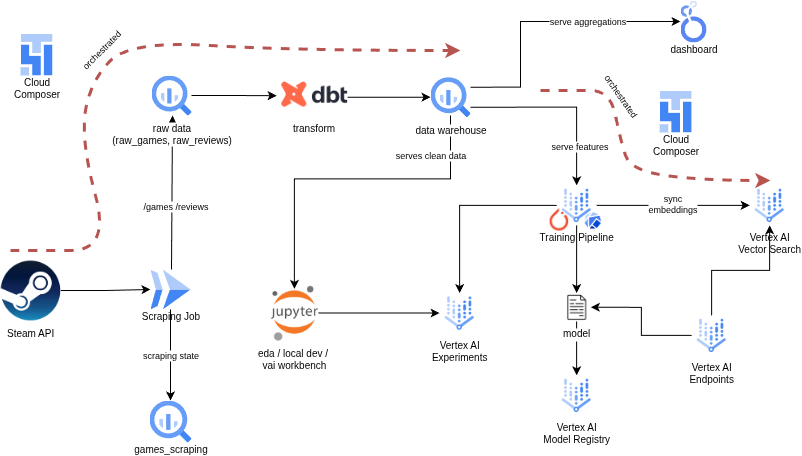 serve aggregations
dashboard
orchestrated
Cloud
Composer
dbt
raw data
(raw_games, raw_reviews)
transform
data warehouse
orchestrated
Cloud
Composer
serves clean data
serve features
/games /reviews
sync
embeddings
Training Pipeline
Vertex AI
Vector Search
Steam API
Scraping Job
jupyter
scraping state
eda / local dev /
vai workbench
Vertex AI
Experiments
model
Vertex AI
Endpoints
games_scraping
Vertex AI
Model Registry